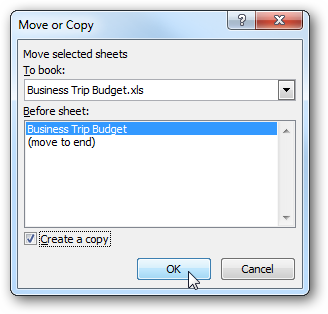 Move or Copy
Move selected sheets
To book:
Business Trip Budget.xls
Before sheet:
Business Trip Budget
(move to end)
Create a copy
OK Cancel